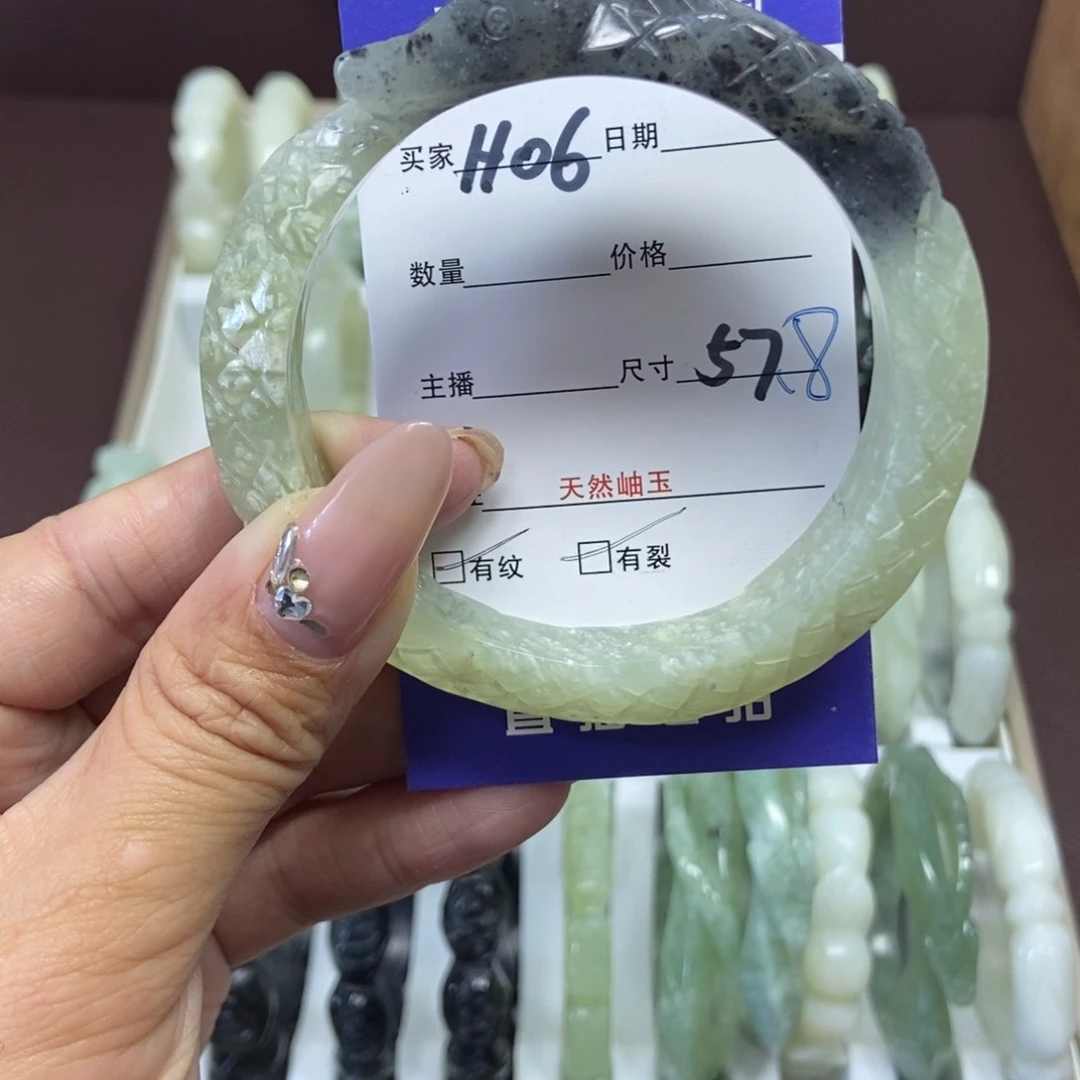 买家 H06 日期
数量 价格
主播 尺寸 57.8
天然岫玉
有纹 有裂